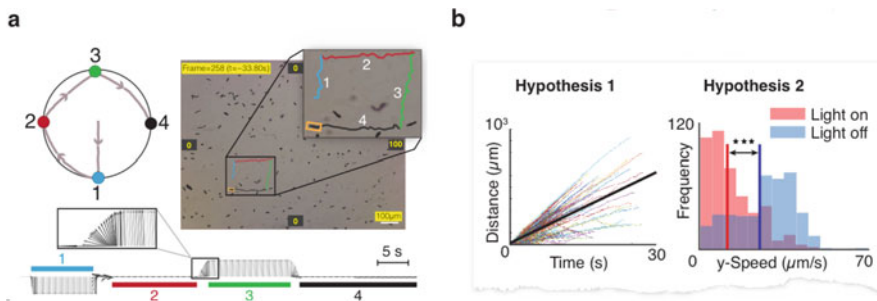 a
3
2
4
1
Frame=258 (t=-33.80s)
0
0
100
0
100µm
2
1
3
4
5 s
1
2
3
4
b
Hypothesis 1
10³
Distance (µm)
0
30
Time (s)
Hypothesis 2
Light on
Light off
120
***
Frequency
0
70
y-Speed (µm/s)